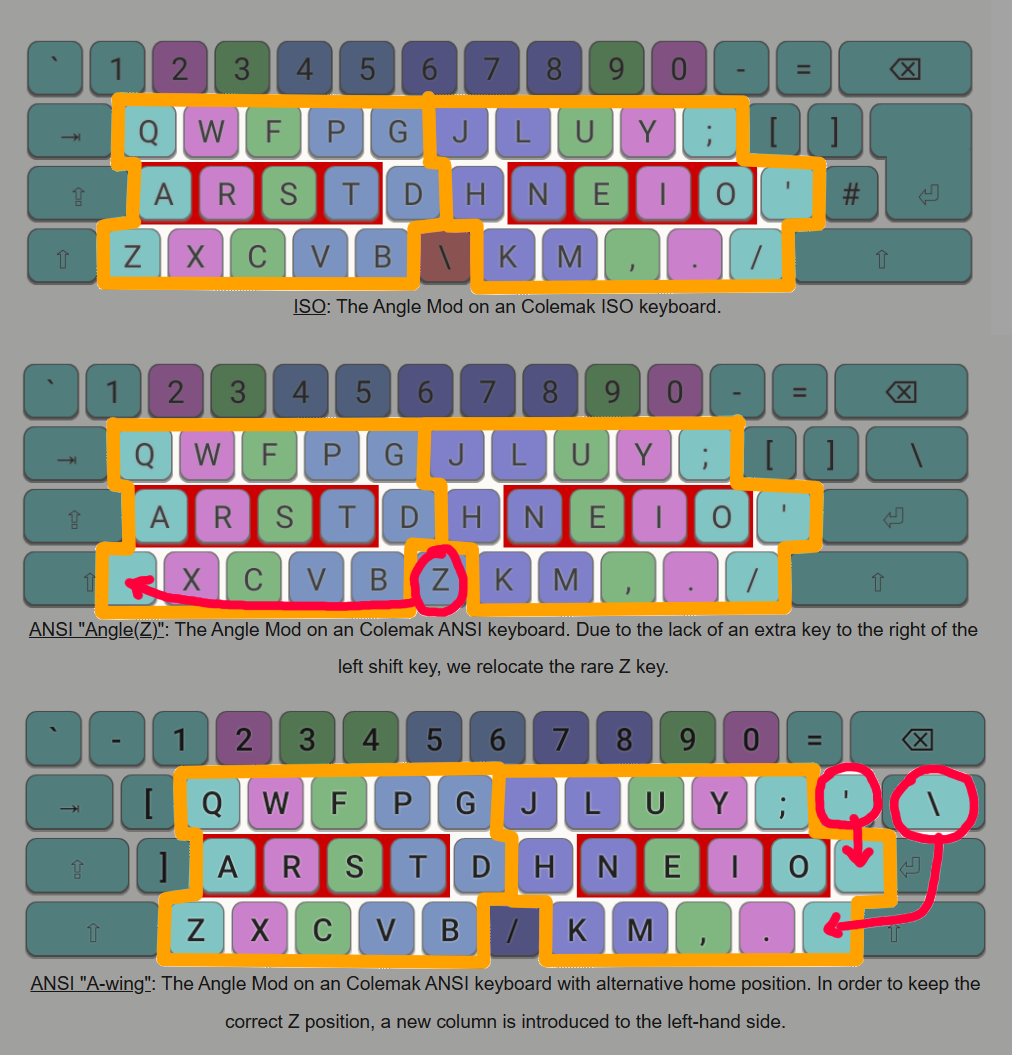 ` 1 2 3 4 5 6 7 8 9 0 - = ⌫
⇥ Q W F P G J L U Y ; [ ]
⇪ A R S T D H N E I O ' # ⏎
⇧ Z X C V B \ K M , . / ⇧
ISO: The Angle Mod on an Colemak ISO keyboard.
` 1 2 3 4 5 6 7 8 9 0 - = ⌫
⇥ Q W F P G J L U Y ; [ ] \
⇪ A R S T D H N E I O ' ⏎
⇧ X C V B Z K M , . / ⇧
ANSI "Angle(Z)": The Angle Mod on an Colemak ANSI keyboard. Due to the lack of an extra key to the right of the
left shift key, we relocate the rare Z key.
` - 1 2 3 4 5 6 7 8 9 0 = ⌫
⇥ [ Q W F P G J L U Y ; ' \
⇪ ] A R S T D H N E I O ⏎
⇧ Z X C V B / K M , . ⇧
ANSI "A-wing": The Angle Mod on an Colemak ANSI keyboard with alternative home position. In order to keep the
correct Z position, a new column is introduced to the left-hand side.